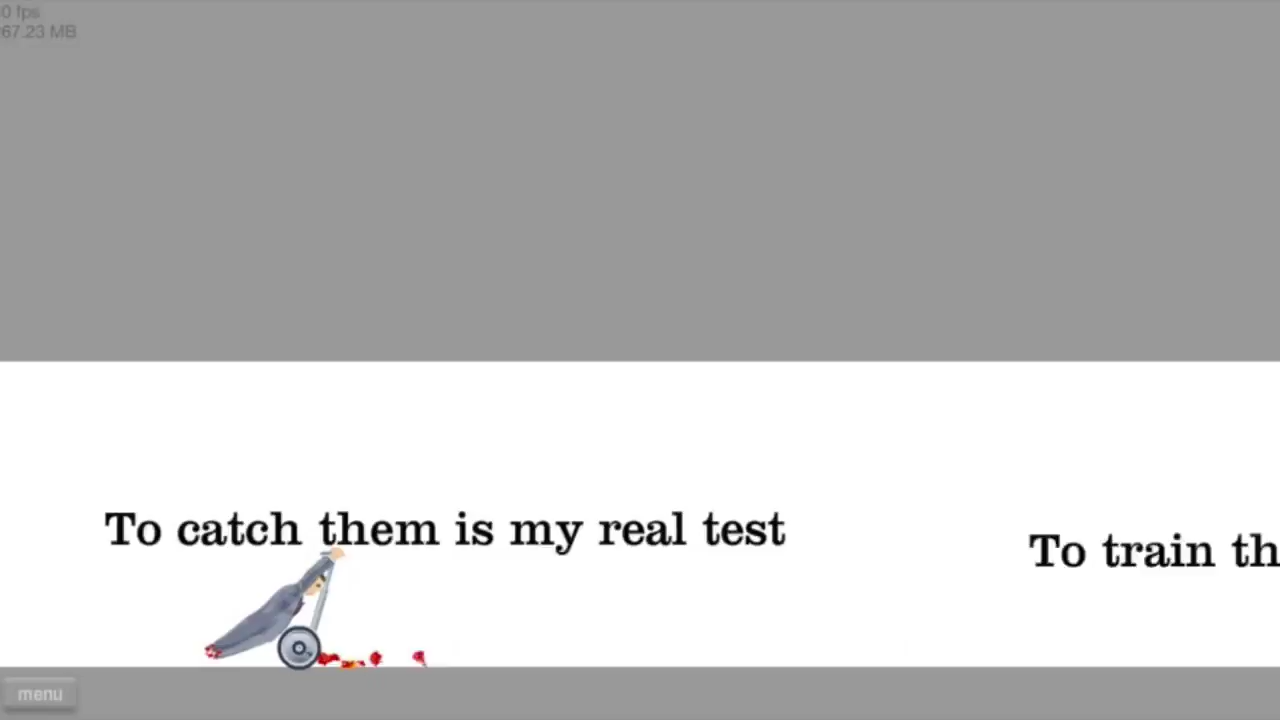 0 fps
67.23 MB
To catch them is my real test
To train th
menu